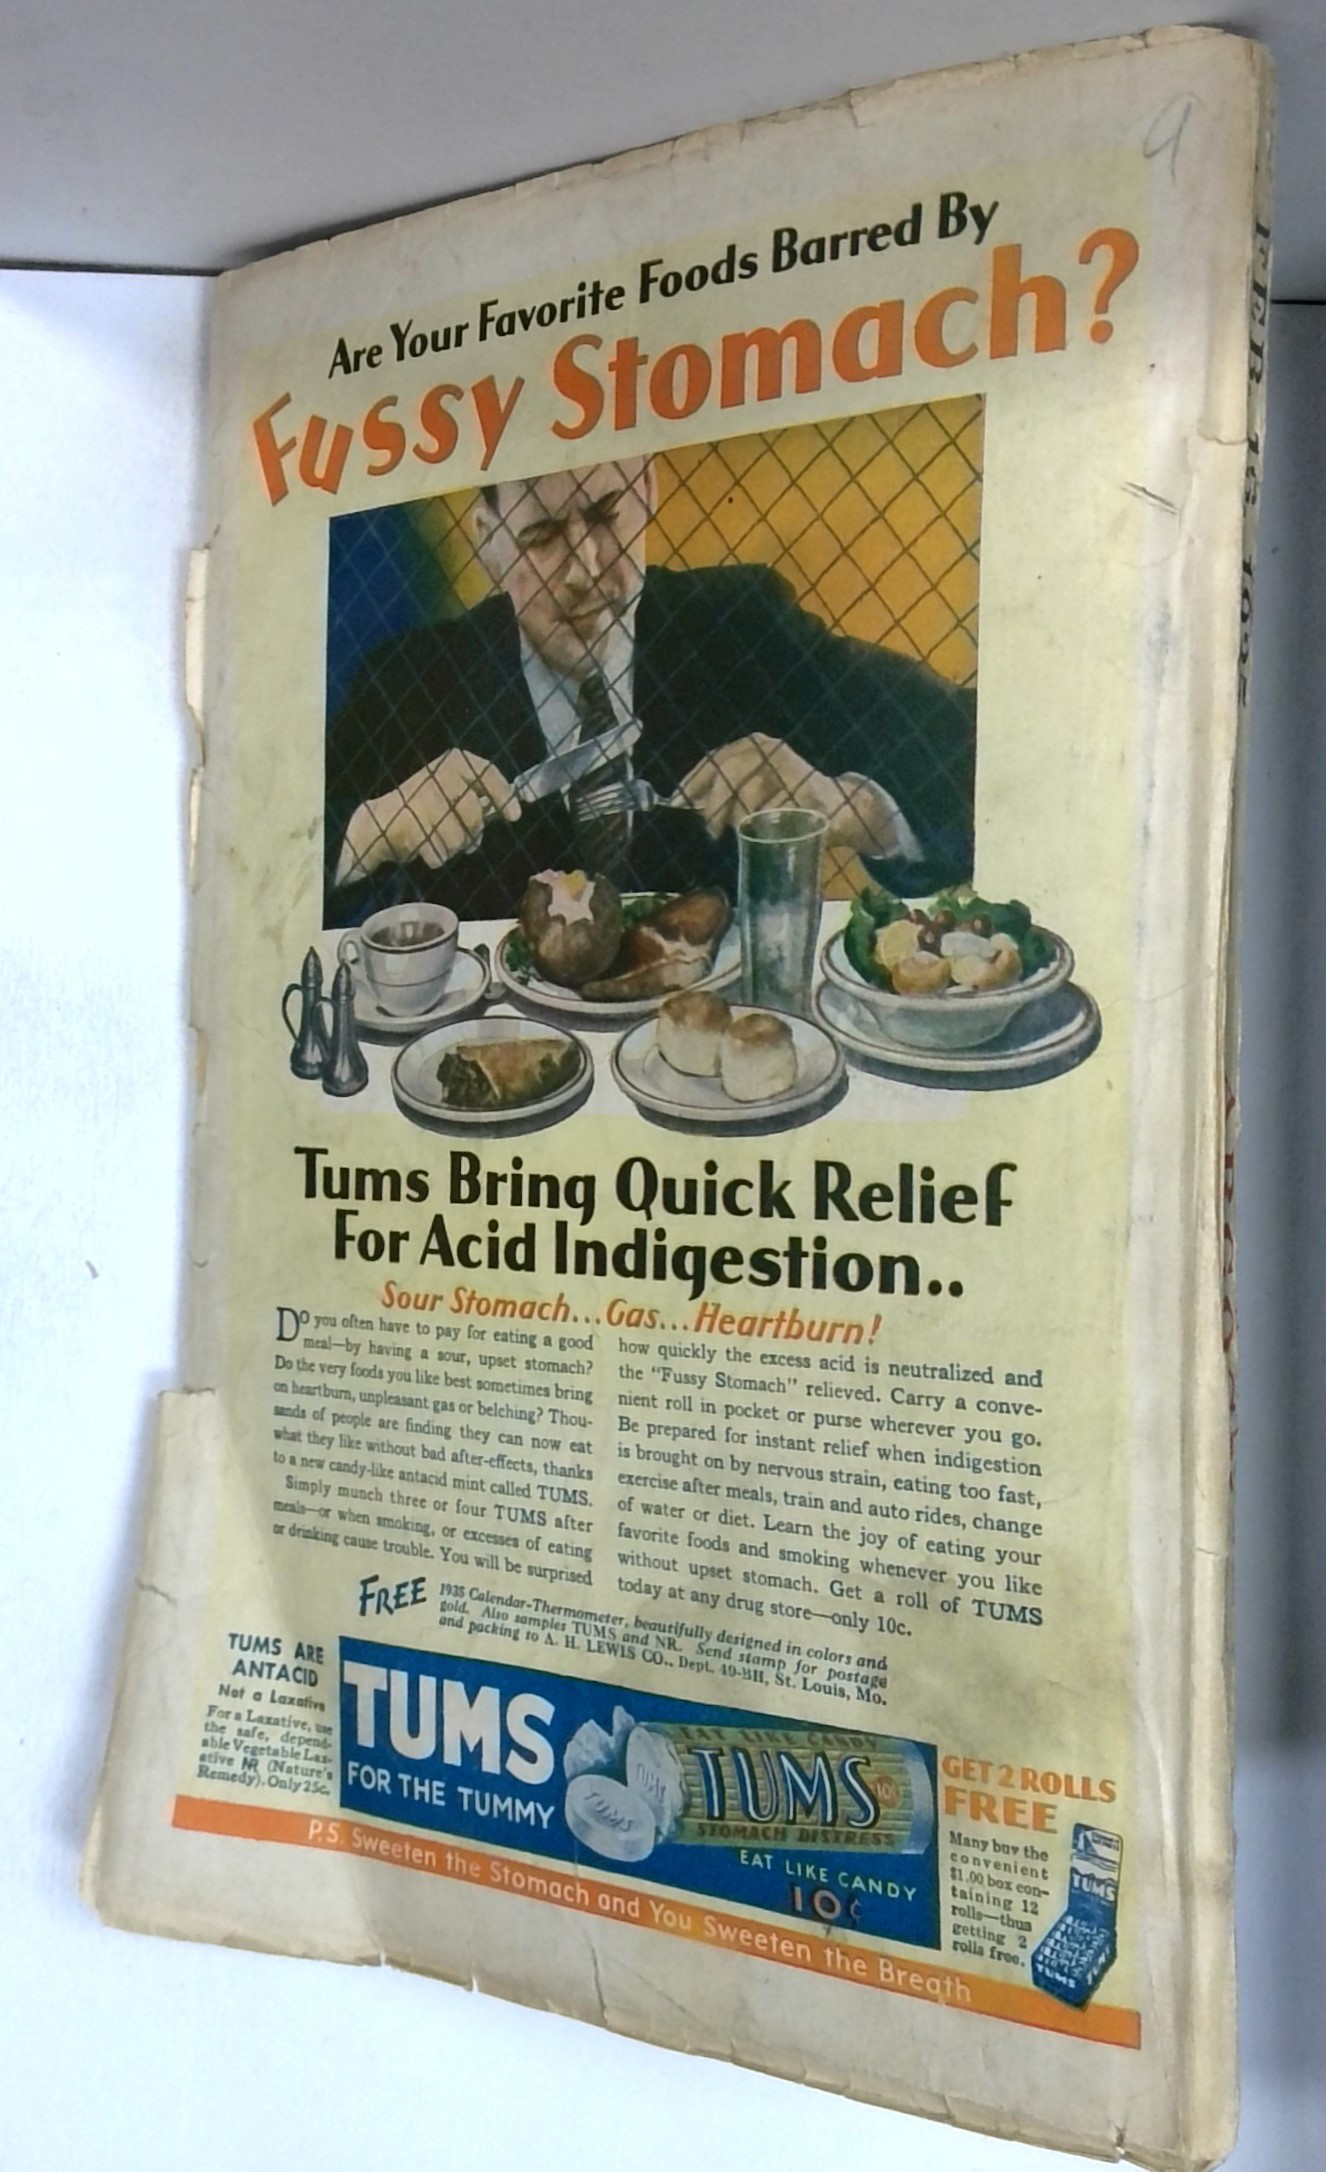 9
Are Your Favorite Foods Barred By
Fussy Stomach?
Tums Bring Quick Relief
For Acid Indigestion..
Sour Stomach...Gas...Heartburn!
Do you often have to pay for eating a good
meal—by having a sour, upset stomach?
Do the very foods you like best sometimes bring
on heartburn, unpleasant gas or belching? Thou-
sands of people are finding they can now eat
what they like without bad after-effects, thanks
to a new candy-like antacid mint called TUMS.
Simply munch three or four TUMS after
meals—or when smoking, or excesses of eating
or drinking cause trouble. You will be surprised
how quickly the excess acid is neutralized and
the "Fussy Stomach" relieved. Carry a conve-
nient roll in pocket or purse wherever you go.
Be prepared for instant relief when indigestion
is brought on by nervous strain, eating too fast,
exercise after meals, train and auto rides, change
of water or diet. Learn the joy of eating your
favorite foods and smoking whenever you like
without upset stomach. Get a roll of TUMS
today at any drug store—only 10c.
FREE 1935 Calendar-Thermometer, beautifully designed in colors and
gold. Also samples TUMS and NR. Send stamp for postage
and packing to A. H. LEWIS CO., Dept. 19-BH, St. Louis, Mo.
TUMS ARE
ANTACID
Not a Laxative
For a Laxative, use
the safe, depend-
able Vegetable Lax-
ative NR (Nature's
Remedy). Only 25c.
TUMS
FOR THE TUMMY
TUMS
TUMS
EAT LIKE CANDY
TUMS 10¢
STOMACH DISTRESS
EAT LIKE CANDY
10¢
GET 2 ROLLS
FREE
Many buy the
convenient
$1.00 box con-
taining 12
rolls—thus
getting 2
rolls free.
TUMS
TUMS
P.S. Sweeten the Stomach and You Sweeten the Breath
FEB. 15